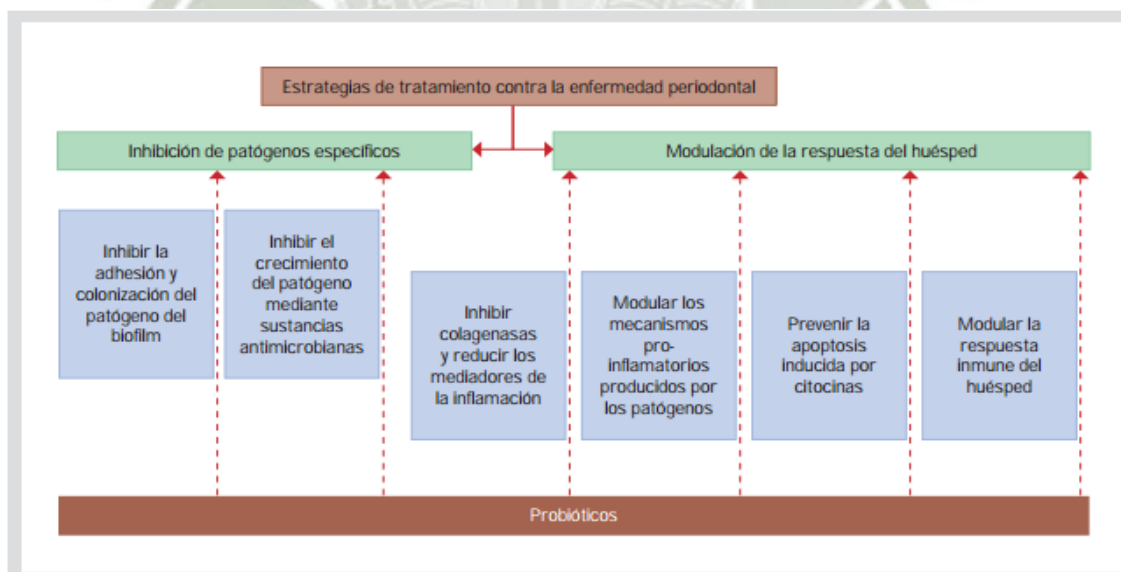 Estrategias de tratamiento contra la enfermedad periodontal
Inhibición de patógenos específicos
Modulación de la respuesta del huésped
Inhibir la
adhesión y
colonización del
patógeno del
biofilm
Inhibir el
crecimiento
del patógeno
mediante
sustancias
antimicrobianas
Inhibir
colagenasas
y reducir los
mediadores de
la inflamación
Modular los
mecanismos
pro-
inflamatorios
producidos por
los patógenos
Prevenir la
apoptosis
inducida por
citocinas
Modular la
respuesta
inmune del
huésped
Probióticos